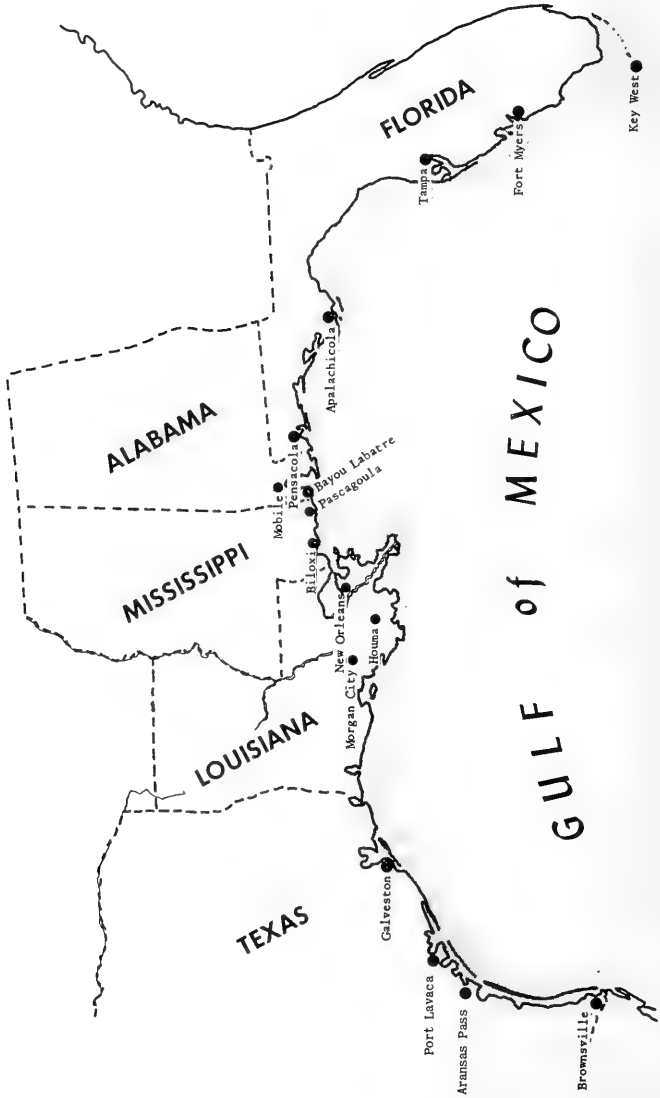 FLORIDA
ALABAMA
MISSISSIPPI
LOUISIANA
TEXAS
GULF of MEXICO
Key West
Fort Myers
Tampa
Apalachicola
Pensacola
Mobile
Bayou Labatre
Pascagoula
Biloxi
New Orleans
Houma
Morgan City
Galveston
Port Lavaca
Aransas Pass
Brownsville